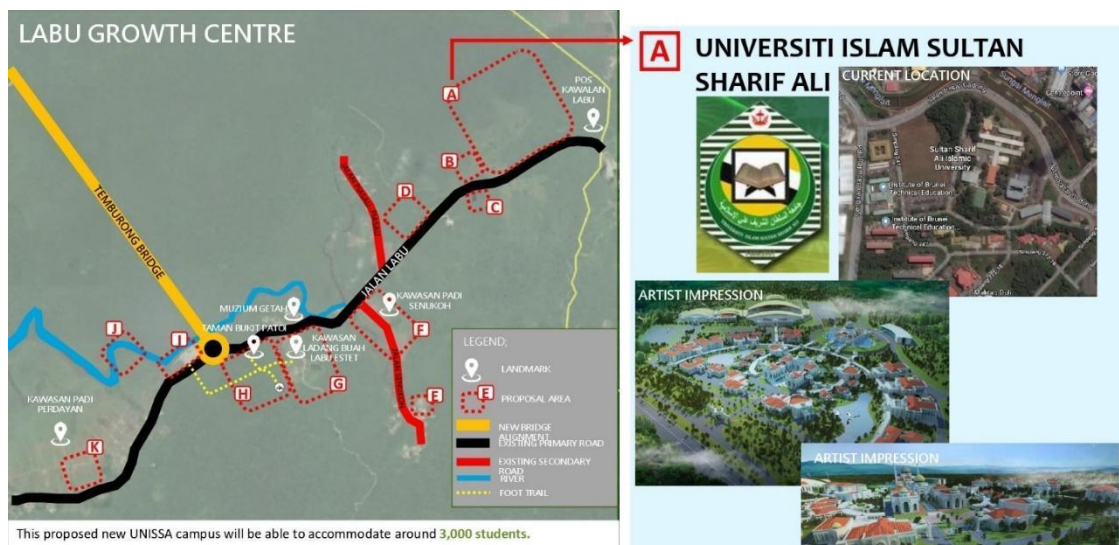 LABU GROWTH CENTRE
A
POS
KAWALAN
LABU
B
C
D
TEMBURONG BRIDGE
JALAN LABU
MUZIUM GETAH
KAWASAN PADI
SENUKOH
TAMAN BUKIT PATOI
KAWASAN
LADANG BUAH
LABU ESTET
J
I
F
H
G
E
KAWASAN PADI
PERDAYAN
K
LEGEND;
LANDMARK
E
PROPOSAL AREA
NEW BRIDGE
ALIGNMENT
EXISTING PRIMARY ROAD
EXISTING SECONDARY
ROAD
RIVER
FOOT TRAIL
This proposed new UNISSA campus will be able to accommodate around 3,000 students.
A
UNIVERSITI ISLAM SULTAN
SHARIF ALI
CURRENT LOCATION
Sultan Sharif
Ali Islamic
University
Institute of Brunei
Technical Education...
Institute of Brunei
Technical Education...
ARTIST IMPRESSION
ARTIST IMPRESSION